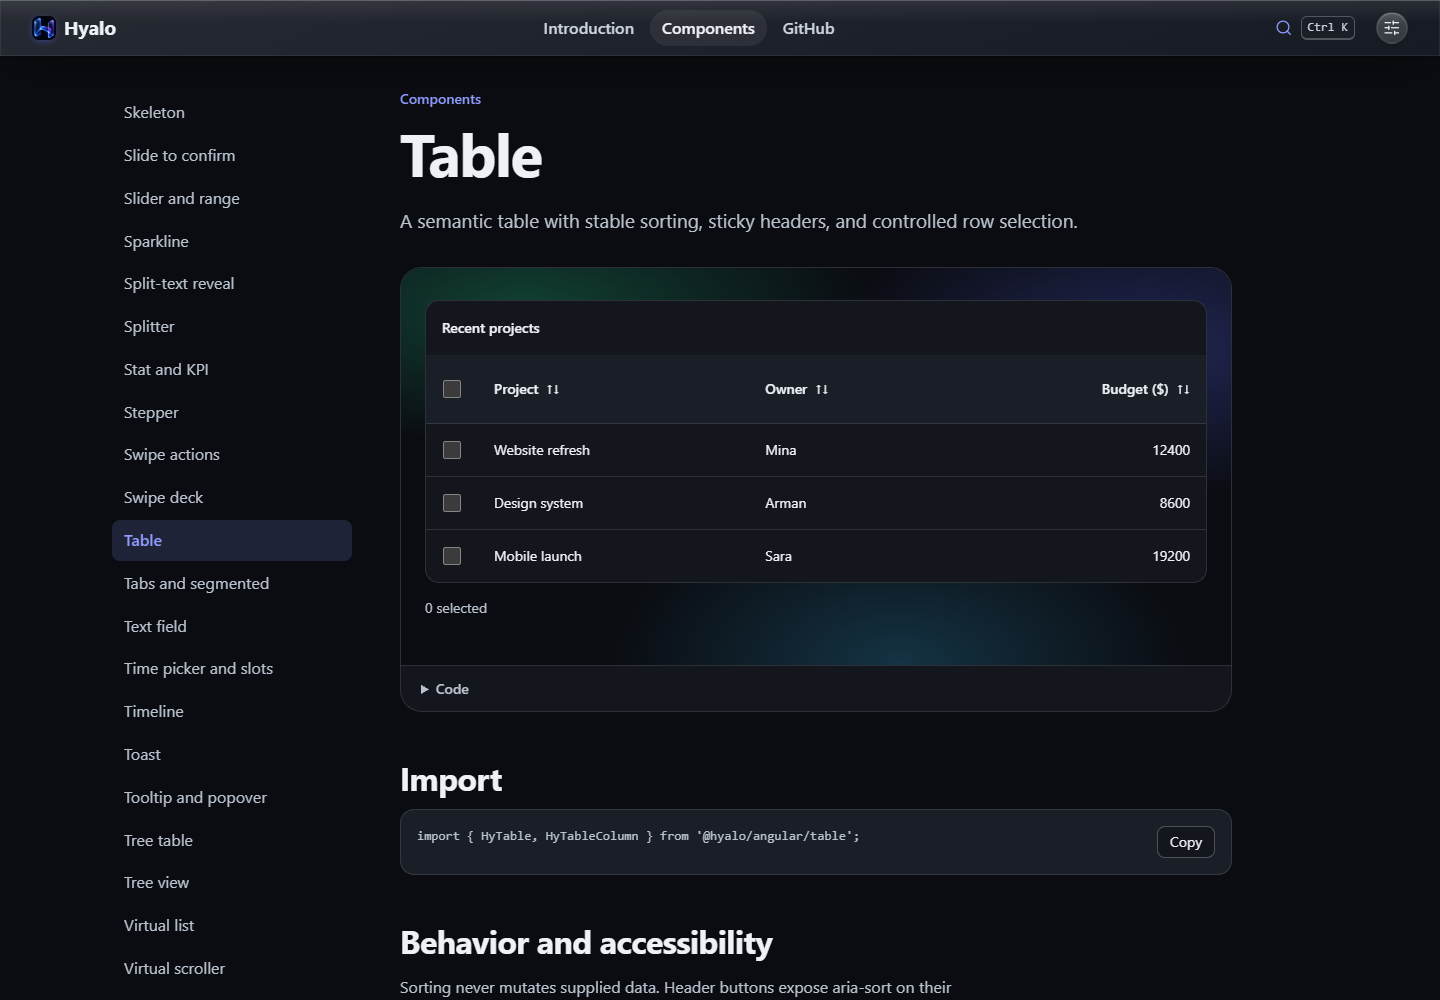 Hyalo
Introduction
Components
GitHub
Ctrl K
Skeleton
Slide to confirm
Slider and range
Sparkline
Split-text reveal
Splitter
Stat and KPI
Stepper
Swipe actions
Swipe deck
Table
Tabs and segmented
Text field
Time picker and slots
Timeline
Toast
Tooltip and popover
Tree table
Tree view
Virtual list
Virtual scroller
Components
Table
A semantic table with stable sorting, sticky headers, and controlled row selection.
Recent projects
Project ↑↓ Owner ↑↓ Budget ($) ↑↓
Website refresh Mina 12400
Design system Arman 8600
Mobile launch Sara 19200
0 selected
Code
Import
import { HyTable, HyTableColumn } from '@hyalo/angular/table';
Copy
Behavior and accessibility
Sorting never mutates supplied data. Header buttons expose aria-sort on their